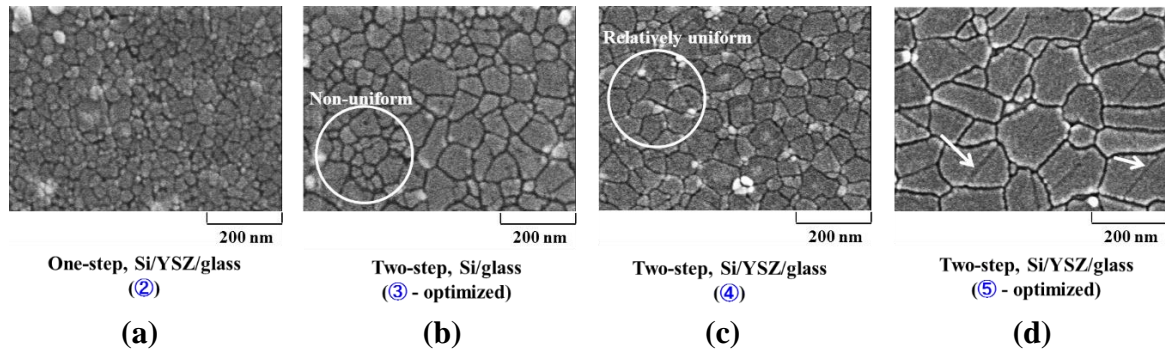 Non-uniform
Relatively uniform
200 nm
200 nm
200 nm
200 nm
One-step, Si/YSZ/glass
(②)
Two-step, Si/glass
(③ - optimized)
Two-step, Si/YSZ/glass
(④)
Two-step, Si/YSZ/glass
(⑤ - optimized)
(a)
(b)
(c)
(d)